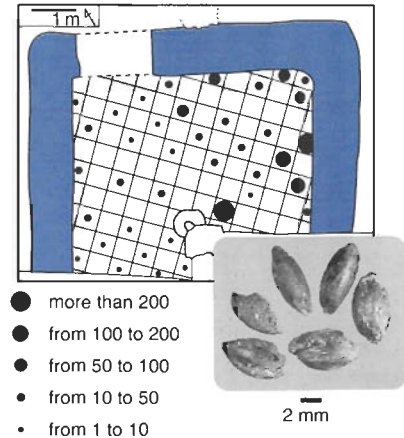 1 m
more than 200
from 100 to 200
from 50 to 100
from 10 to 50
from 1 to 10
2 mm